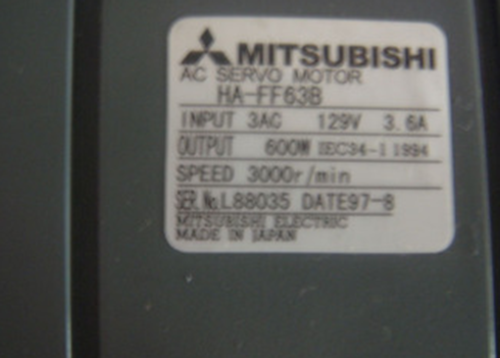 MITSUBISHI
AC SERVO MOTOR
HA-FF63B
INPUT 3AC 129V 3.6A
OUTPUT 600W IEC34-1 1994
SPEED 3000r/min
SER.No.L88035 DATE97-8
MITSUBISHI ELECTRIC
MADE IN JAPAN